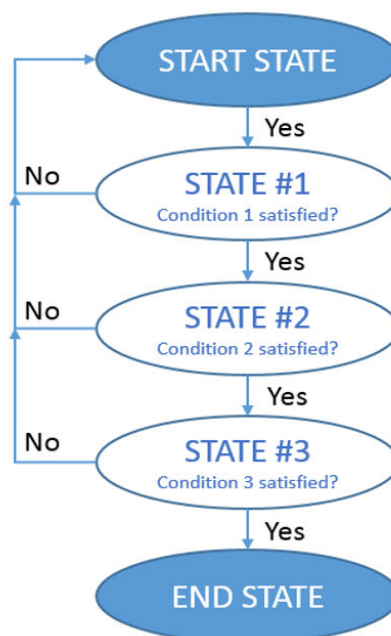 START STATE
Yes
No
STATE #1
Condition 1 satisfied?
Yes
No
STATE #2
Condition 2 satisfied?
Yes
No
STATE #3
Condition 3 satisfied?
Yes
END STATE